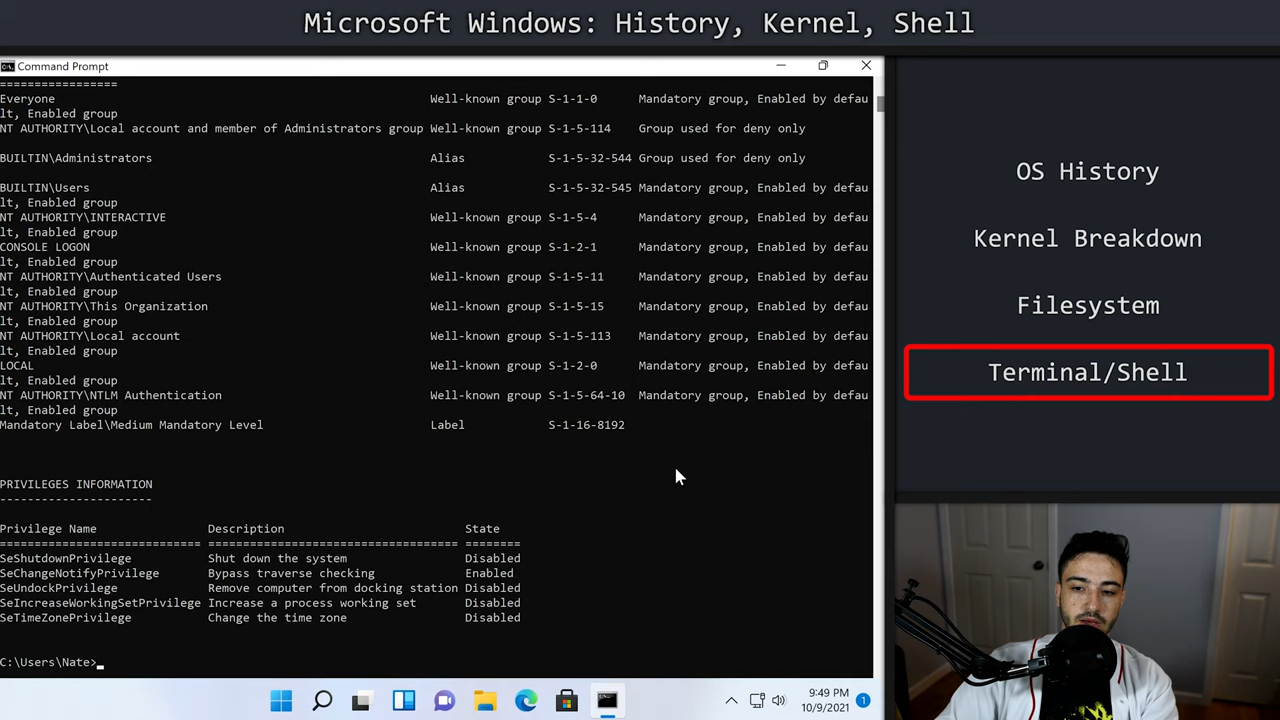 Microsoft Windows: History, Kernel, Shell
Command Prompt
=================
Everyone Well-known group S-1-1-0 Mandatory group, Enabled by defau
lt, Enabled group
NT AUTHORITY\Local account and member of Administrators group Well-known group S-1-5-114 Group used for deny only
BUILTIN\Administrators Alias S-1-5-32-544 Group used for deny only
BUILTIN\Users Alias S-1-5-32-545 Mandatory group, Enabled by defau
lt, Enabled group
NT AUTHORITY\INTERACTIVE Well-known group S-1-5-4 Mandatory group, Enabled by defau
lt, Enabled group
CONSOLE LOGON Well-known group S-1-2-1 Mandatory group, Enabled by defau
lt, Enabled group
NT AUTHORITY\Authenticated Users Well-known group S-1-5-11 Mandatory group, Enabled by defau
lt, Enabled group
NT AUTHORITY\This Organization Well-known group S-1-5-15 Mandatory group, Enabled by defau
lt, Enabled group
NT AUTHORITY\Local account Well-known group S-1-5-113 Mandatory group, Enabled by defau
lt, Enabled group
LOCAL Well-known group S-1-2-0 Mandatory group, Enabled by defau
lt, Enabled group
NT AUTHORITY\NTLM Authentication Well-known group S-1-5-64-10 Mandatory group, Enabled by defau
lt, Enabled group
Mandatory Label\Medium Mandatory Level Label S-1-16-8192
PRIVILEGES INFORMATION
----------------------
Privilege Name Description State
============================= ==================================== ========
SeShutdownPrivilege Shut down the system Disabled
SeChangeNotifyPrivilege Bypass traverse checking Enabled
SeUndockPrivilege Remove computer from docking station Disabled
SeIncreaseWorkingSetPrivilege Increase a process working set Disabled
SeTimeZonePrivilege Change the time zone Disabled
C:\Users\Nate>_
9:49 PM
10/9/2021
1
OS History
Kernel Breakdown
Filesystem
Terminal/Shell